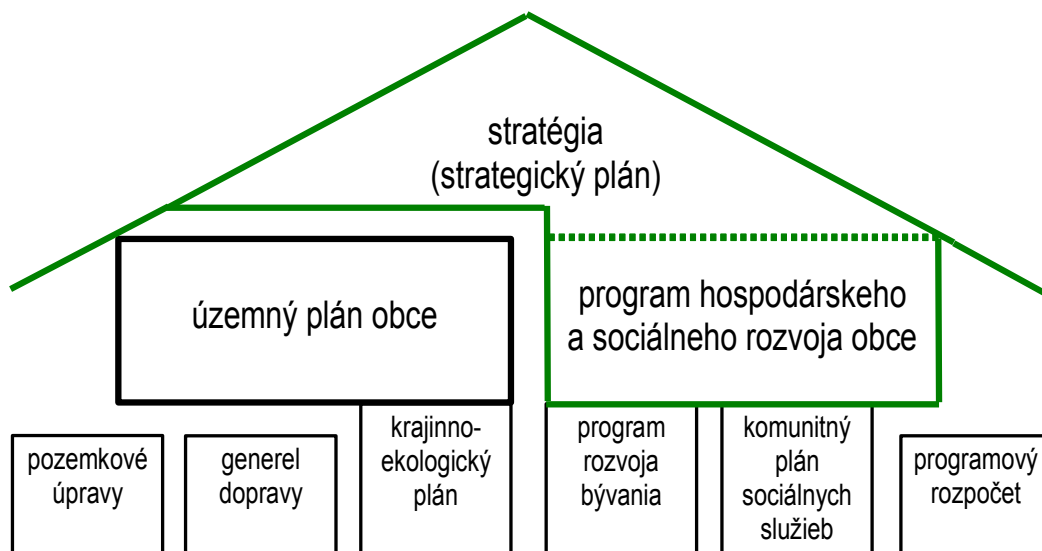 stratégia
(strategický plán)
územný plán obce
program hospodárskeho
a sociálneho rozvoja obce
pozemkové
úpravy
generel
dopravy
krajinno-
ekologický
plán
program
rozvoja
bývania
komunitný
plán
sociálnych
služieb
programový
rozpočet